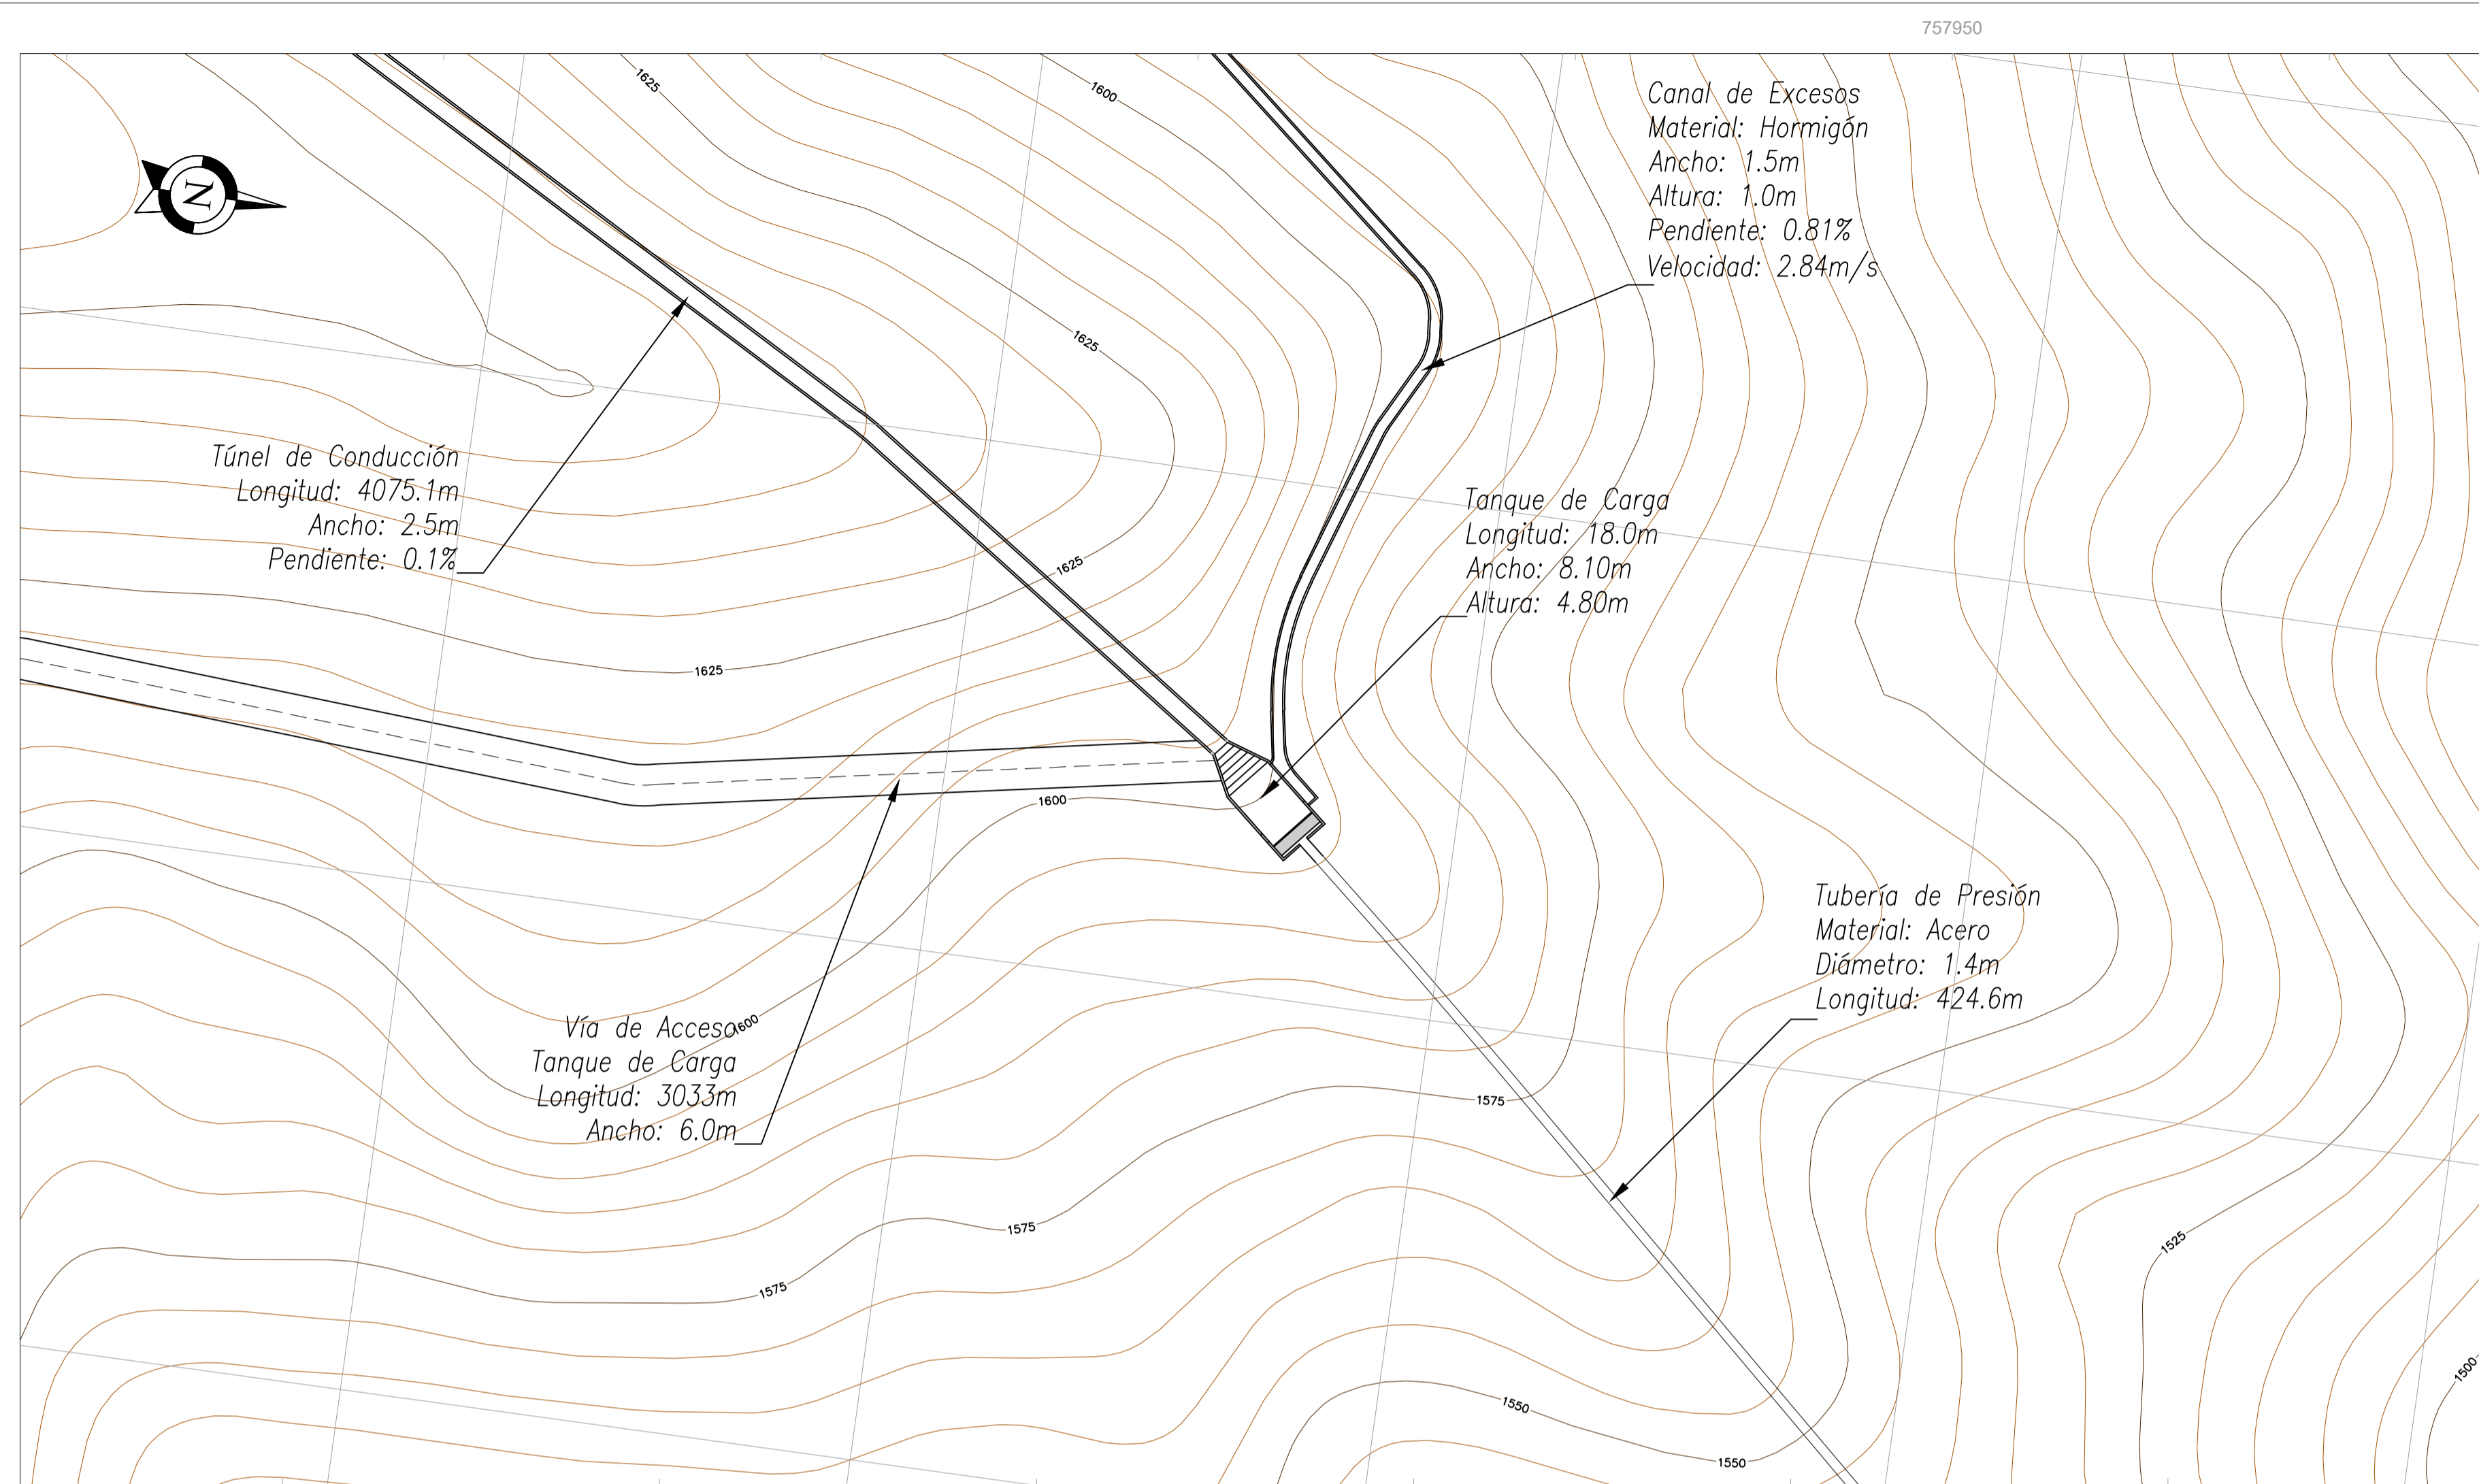 757950
1625
1600
Canal de Excesos
Material: Hormigón
Ancho: 1.5m
Altura: 1.0m
Pendiente: 0.81%
Velocidad: 2.84m/s
N
1625
Túnel de Conducción
Longitud: 4075.1m
Ancho: 2.5m
Pendiente: 0.1%
Tanque de Carga
Longitud: 18.0m
Ancho: 8.10m
Altura: 4.80m
1625
1625
1600
Tubería de Presión
Material: Acero
Diámetro: 1.4m
Longitud: 424.6m
Vía de Acceso
1600
Tanque de Carga
Longitud: 3033m
Ancho: 6.0m
1575
1575
1575
1525
1500
1550
1550